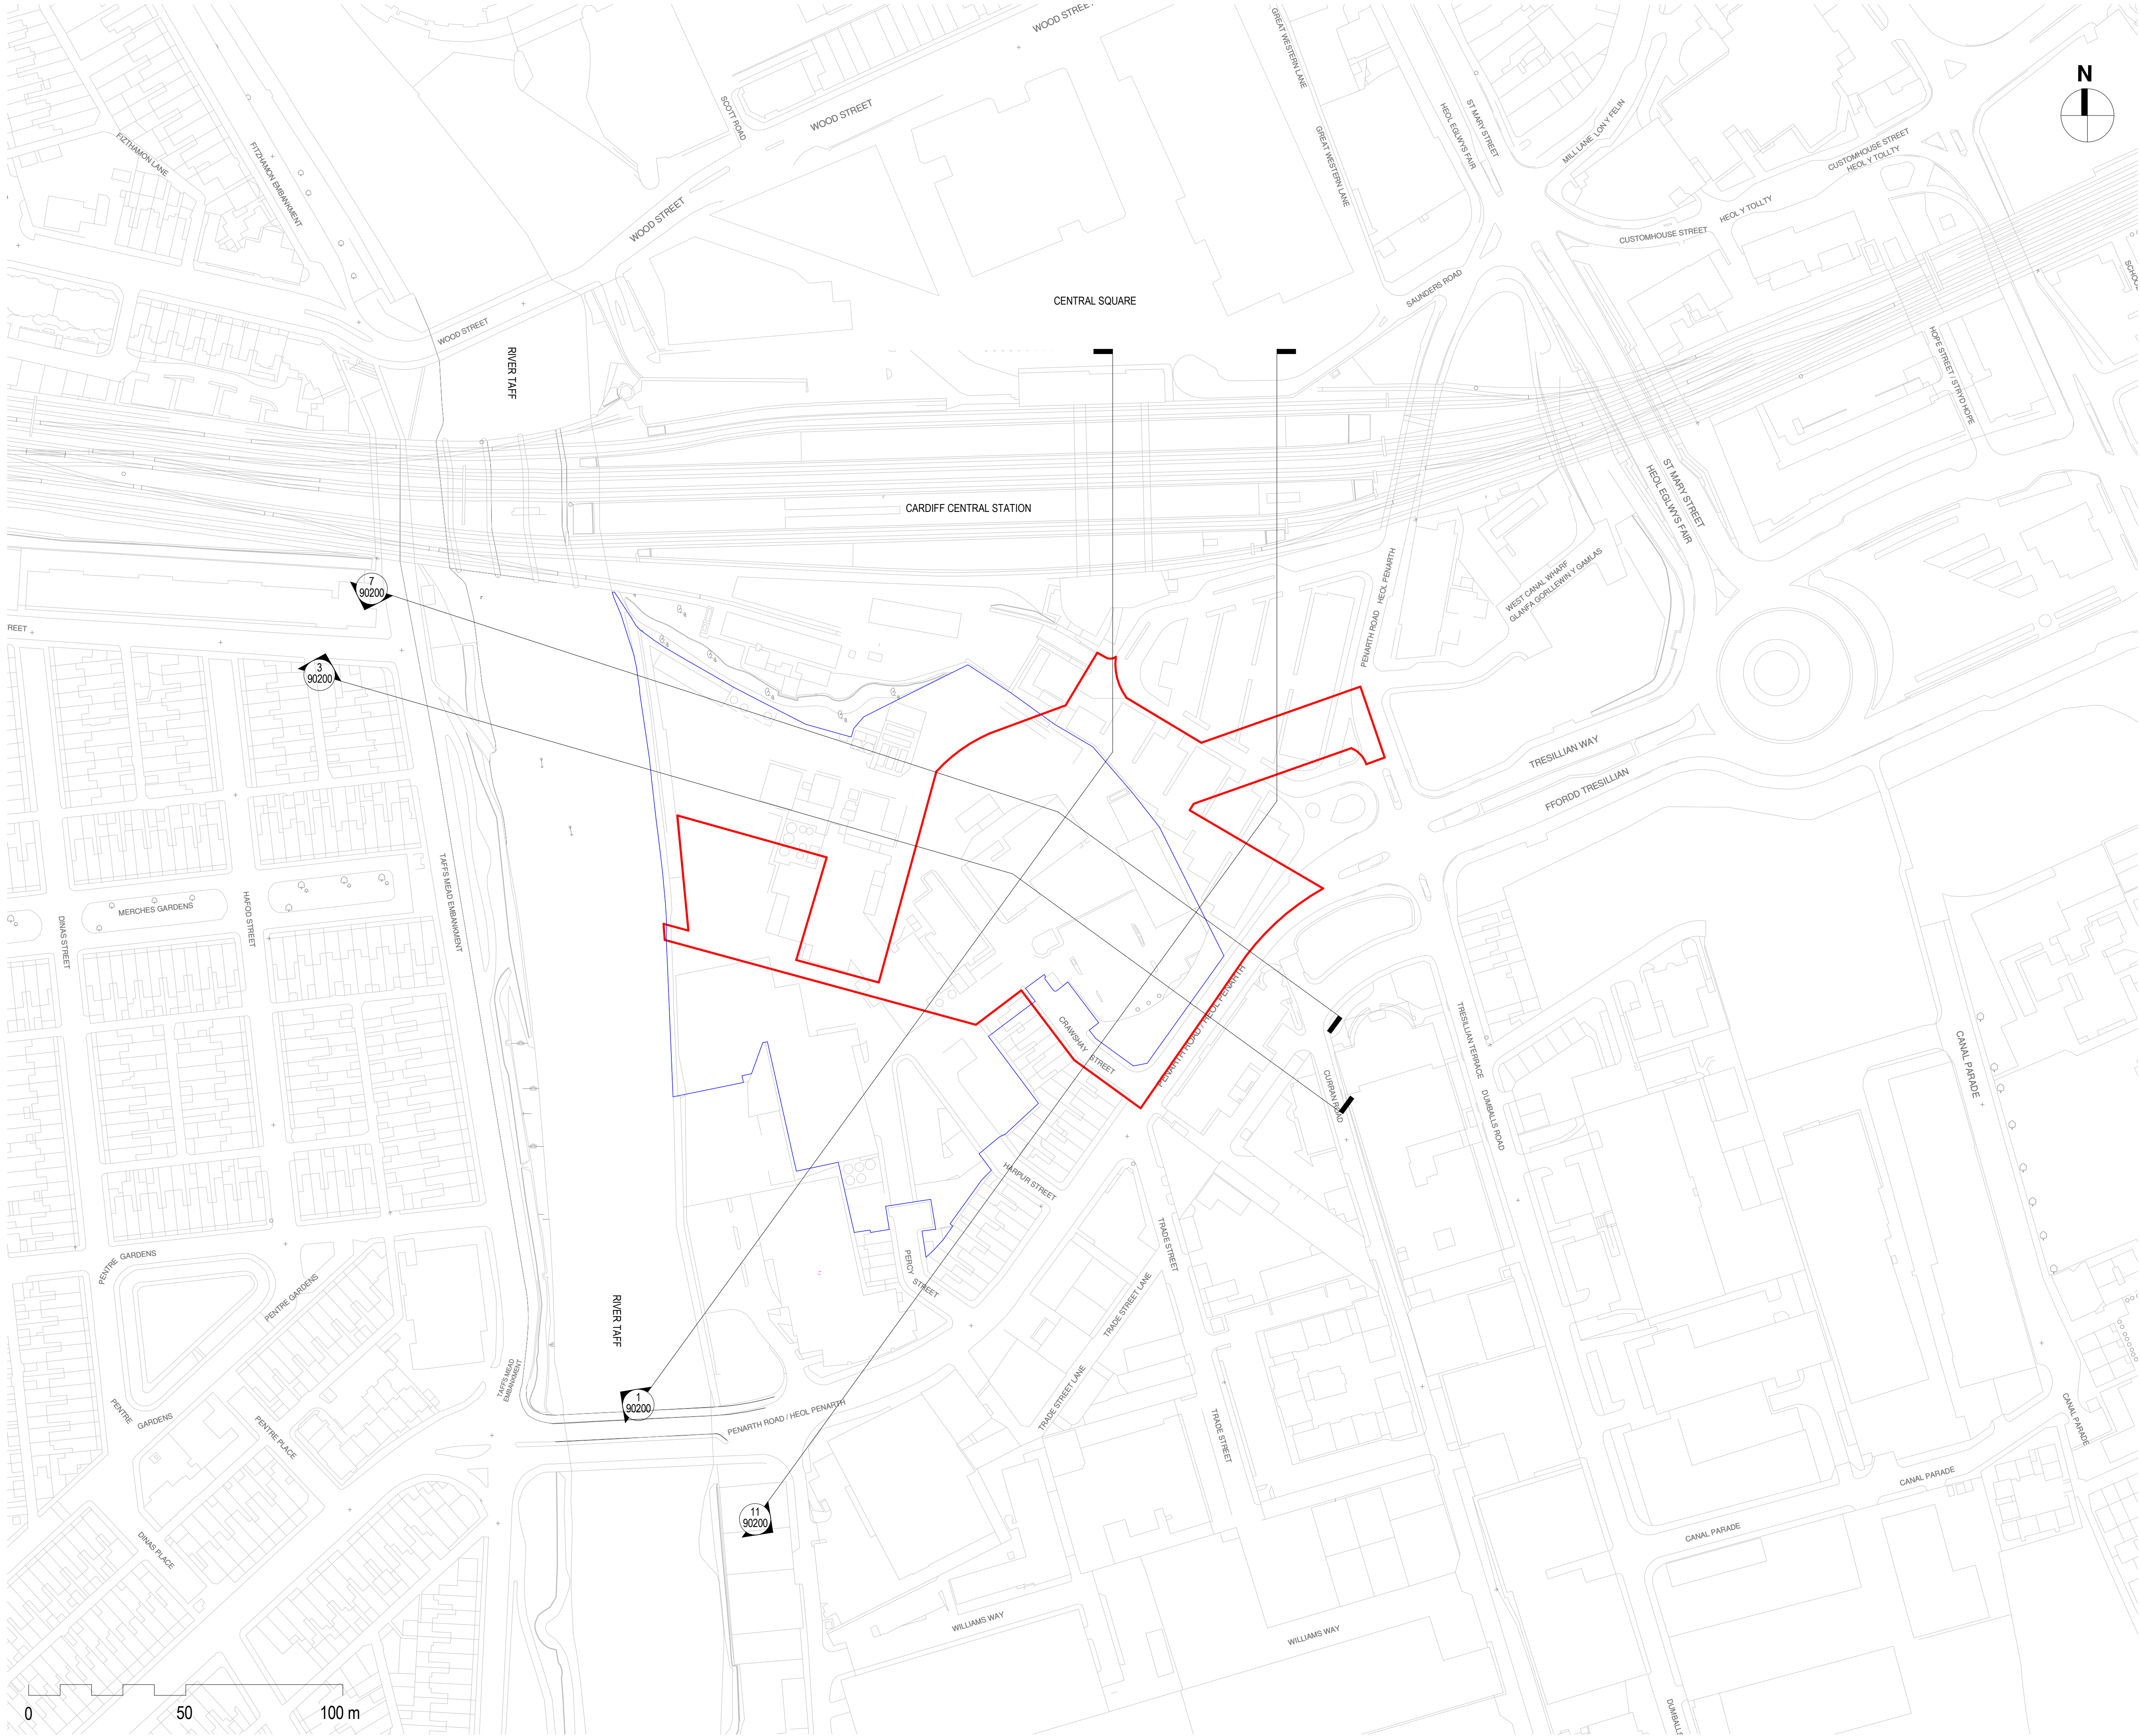 WOOD STREET
GREAT WESTERN LANE
N
SCOTT ROAD
WOOD STREET
HEOL EGLWYS FAIR
ST MARY STREET
MILL LANE LON Y FELIN
FIZTHAMON LANE
FITZHAMON EMBANKMENT
GREAT WESTERN LANE
CUSTOMHOUSE STREET
HEOL Y TOLLTY
HEOL Y TOLLTY
CUSTOMHOUSE STREET
WOOD STREET
SAUNDERS ROAD
CENTRAL SQUARE
WOOD STREET
RIVER TAFF
HOPE STREET / STRYD HOPE
ST MARY STREET
HEOL EGLWYS FAIR
CARDIFF CENTRAL STATION
WEST CANAL WHARF
GLANFA GORLLEWIN Y GAMLAS
PENARTH ROAD HEOL PENARTH
7
90200
REET
3
90200
TRESILLIAN WAY
FFORDD TRESILLIAN
MERCHES GARDENS
DINAS STREET
HAFOD STREET
TAFFS MEAD EMBANKMENT
CRAWSHAY STREET
PENARTH ROAD / HEOL PENARTH
CURRAN ROAD
TRESILLIAN TERRACE
DUMBALLS ROAD
CANAL PARADE
HARPUR STREET
PERCY STREET
TRADE STREET
TRADE STREET LANE
PENTRE GARDENS
PENTRE GARDENS
RIVER TAFF
TAFFS MEAD
EMBANKMENT
TRADE STREET LANE
PENTRE GARDENS
PENTRE PLACE
1
90200
PENARTH ROAD / HEOL PENARTH
TRADE STREET
CANAL PARADE
CANAL PARADE
11
90200
CANAL PARADE
DINAS PLACE
WILLIAMS WAY
WILLIAMS WAY
0 50 100 m